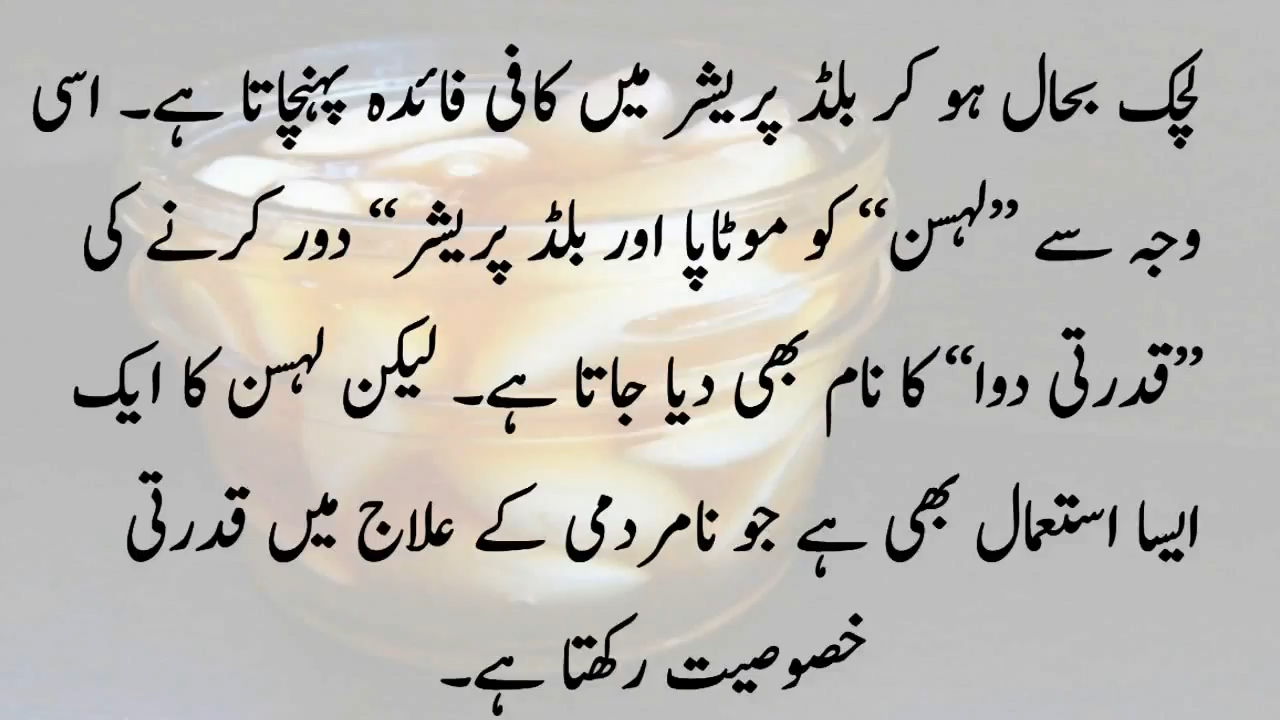 لچک بحال ہو کر بلڈ پریشر میں کافی فائدہ پہنچاتا ہے۔ اسی
وجہ سے ”لہسن“ کو موٹاپا اور بلڈ پریشر“ دور کرنے کی
”قدرتی دوا“ کا نام بھی دیا جاتا ہے۔ لیکن لہسن کا ایک
ایسا استعمال بھی ہے جو نامردمی کے علاج میں قدرتی
خصوصیت رکھتا ہے۔